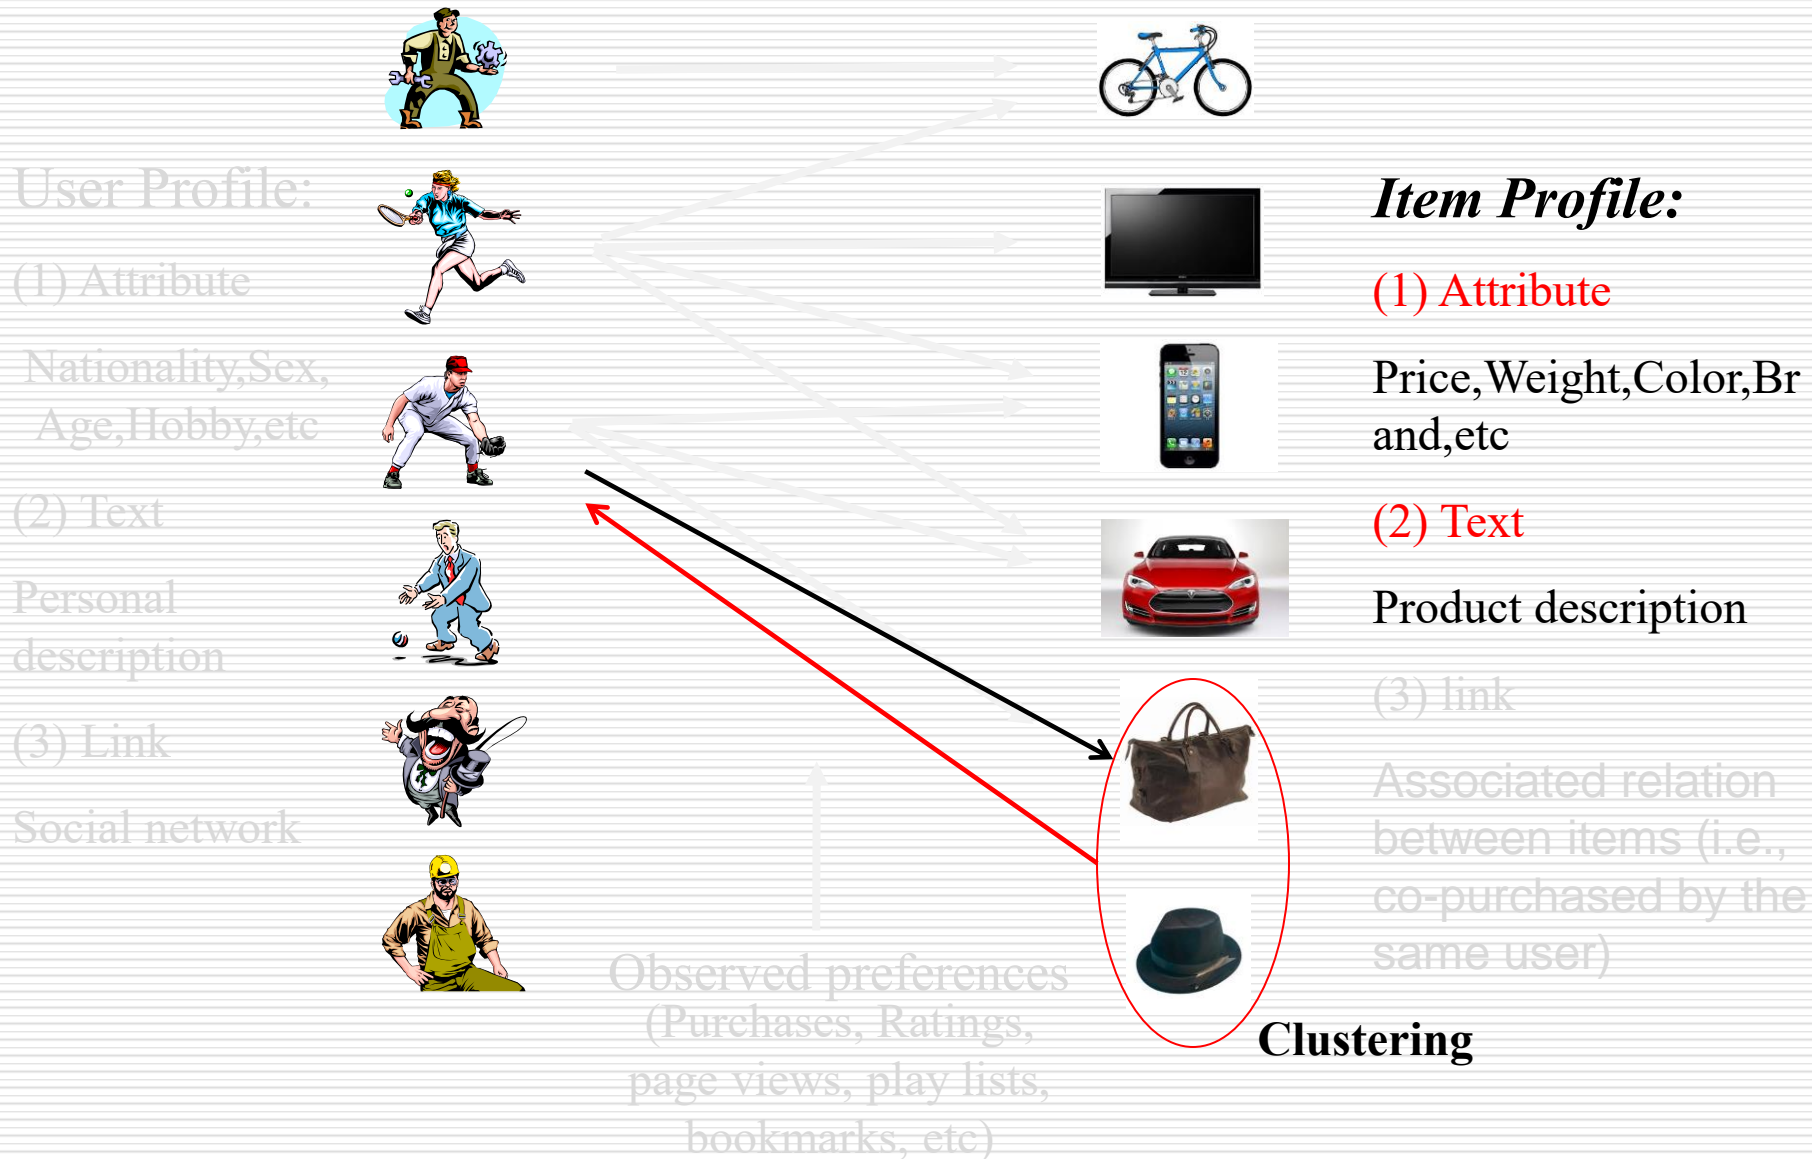 User Profile:
(1) Attribute
Nationality,Sex,
Age,Hobby,etc
(2) Text
Personal
description
(3) Link
Social network
Observed preferences
(Purchases, Ratings,
page views, play lists,
bookmarks, etc)
Item Profile:
(1) Attribute
Price,Weight,Color,Br
and,etc
(2) Text
Product description
(3) link
Associated relation
between items (i.e.,
co-purchased by the
same user)
Clustering